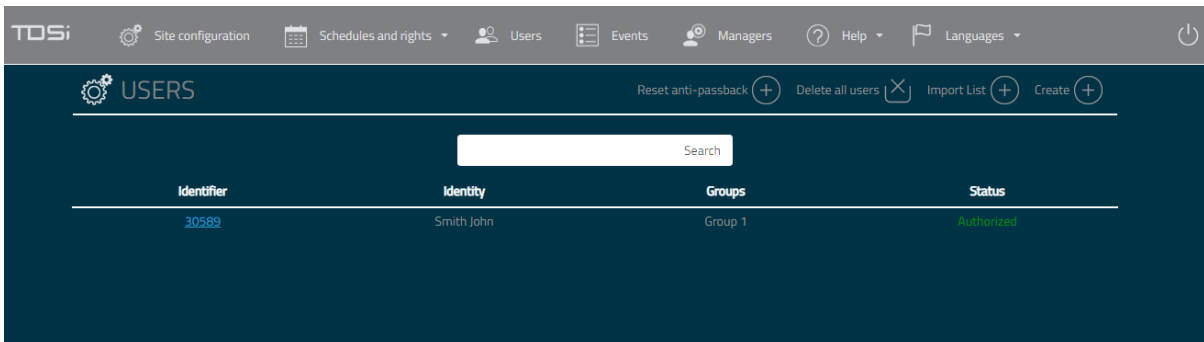 TDSi Site configuration Schedules and rights Users Events Managers Help Languages
USERS Reset anti-passback Delete all users Import List Create
Search
Identifier Identity Groups Status
30589 Smith John Group 1 Authorized